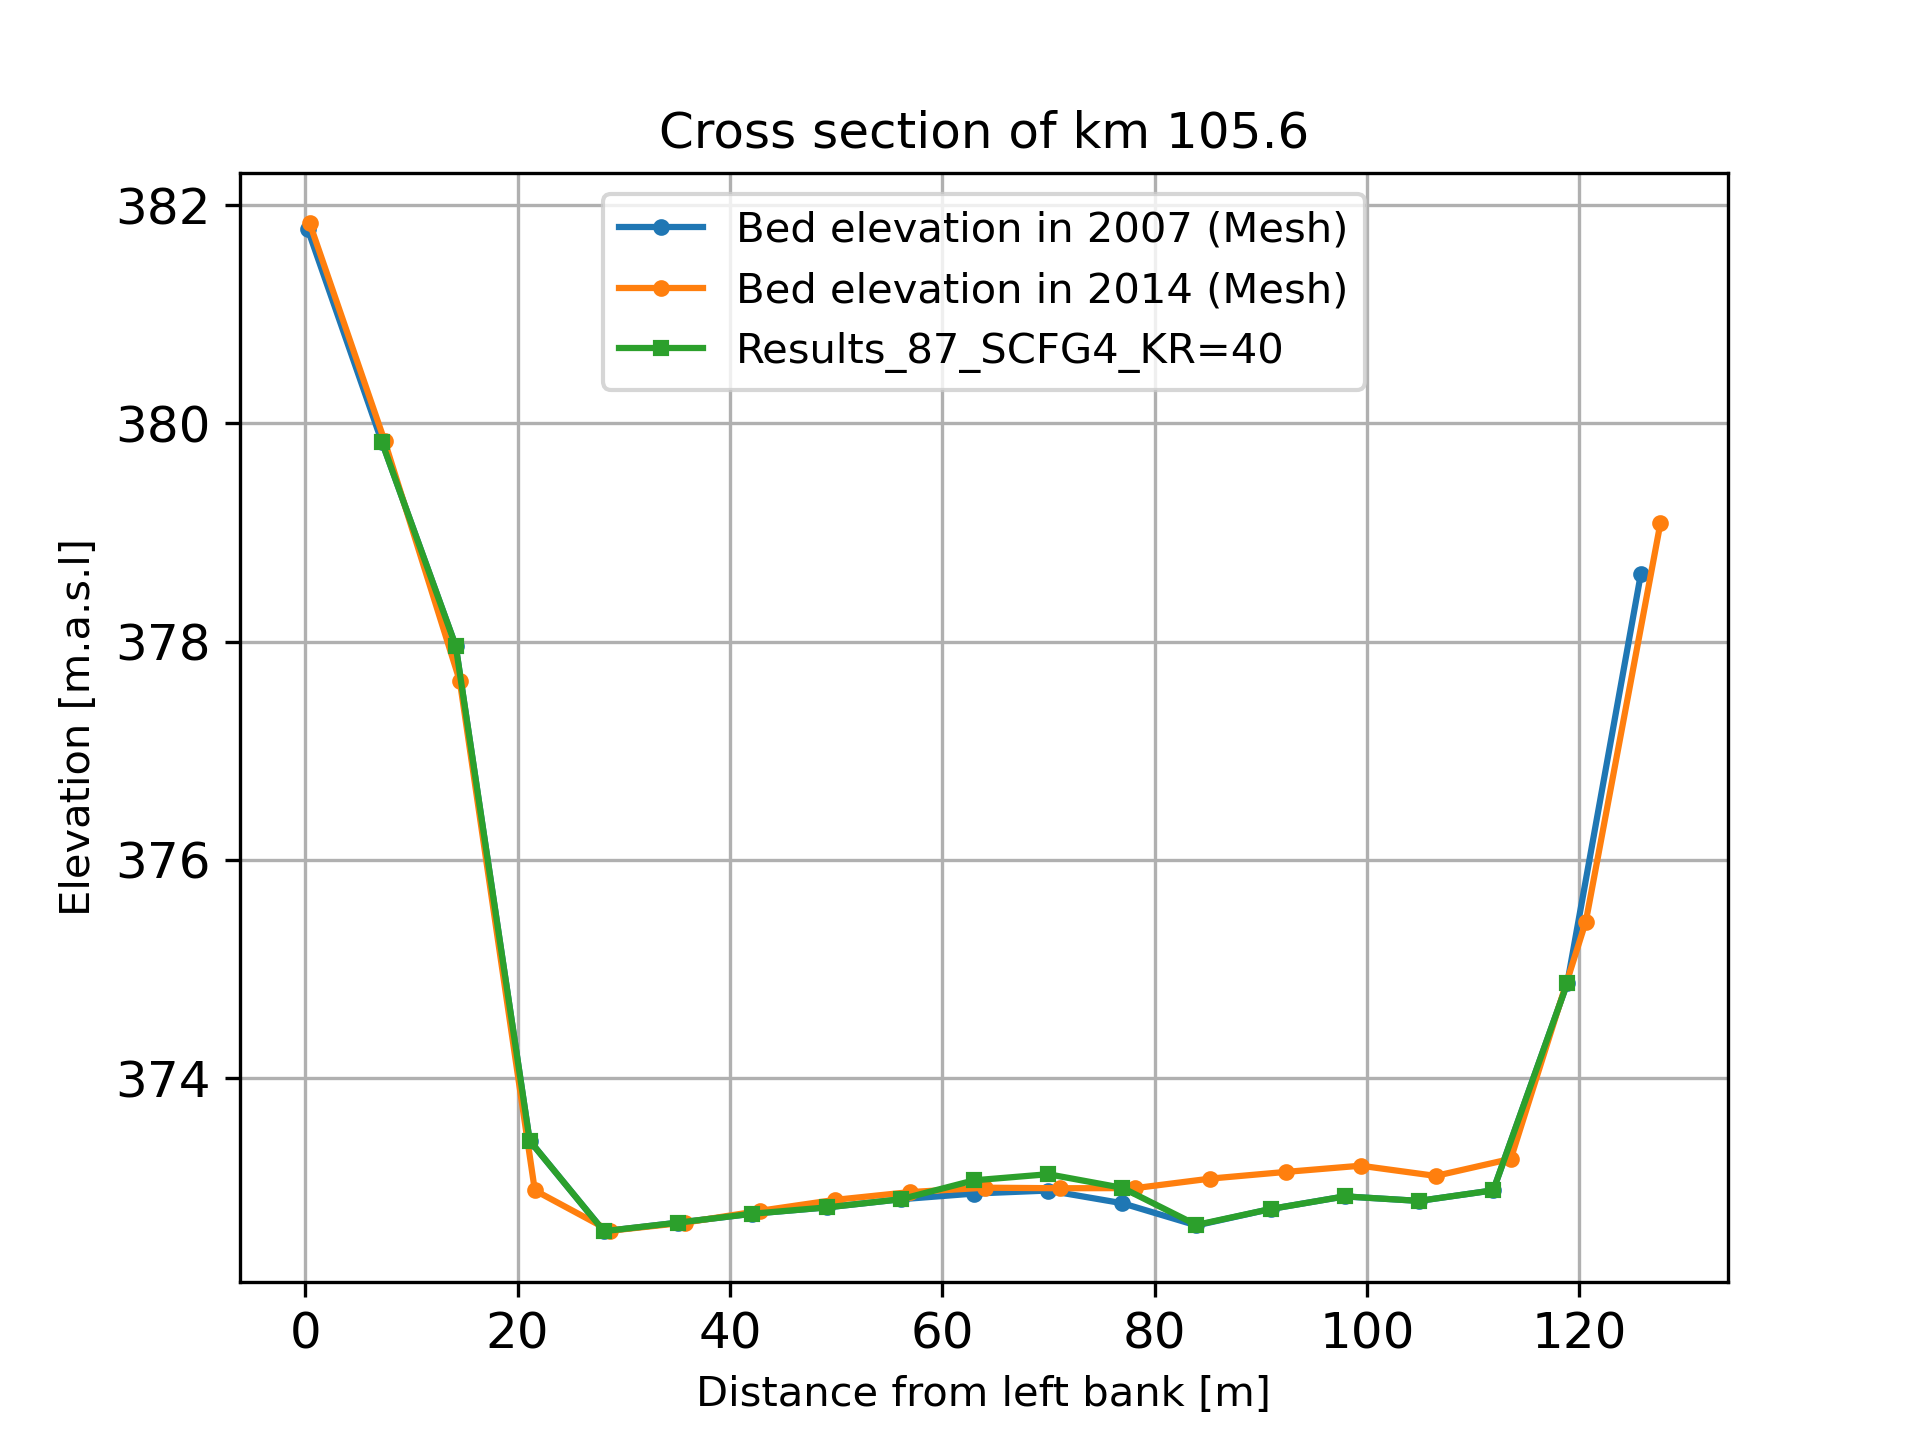 Cross section of km 105.6
Bed elevation in 2007 (Mesh)
Bed elevation in 2014 (Mesh)
Results_87_SCFG4_KR=40
Elevation [m.a.s.l]
382
380
378
376
374
0 20 40 60 80 100 120
Distance from left bank [m]